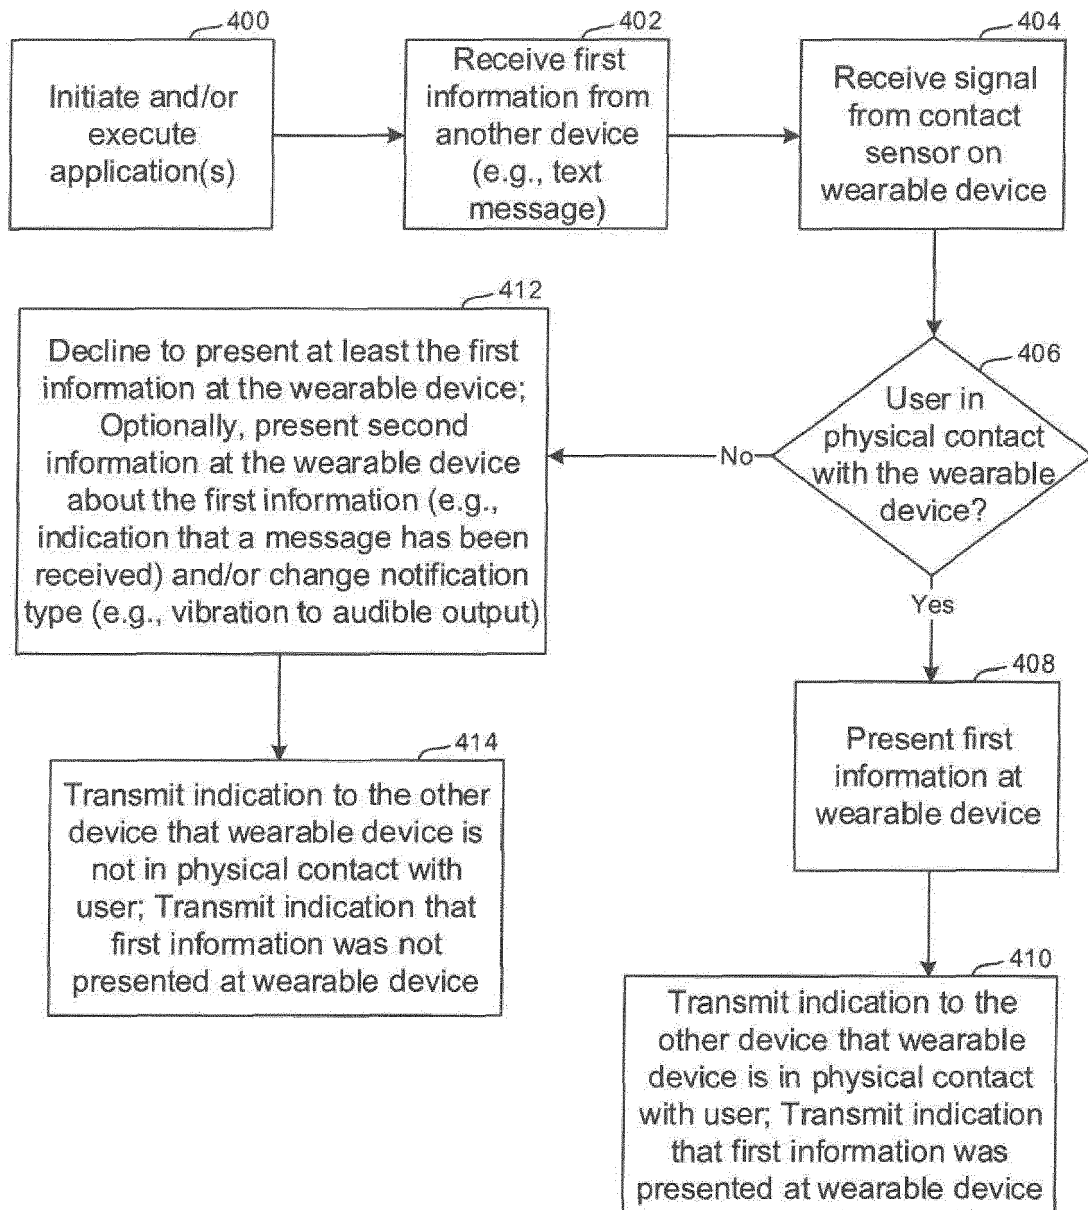 400
Initiate and/or
execute
application(s)
402
Receive first
information from
another device
(e.g., text
message)
404
Receive signal
from contact
sensor on
wearable device
406
User in
physical contact
with the wearable
device?
No
Yes
412
Decline to present at least the first
information at the wearable device;
Optionally, present second
information at the wearable device
about the first information (e.g.,
indication that a message has been
received) and/or change notification
type (e.g., vibration to audible output)
414
Transmit indication to the other
device that wearable device is
not in physical contact with
user; Transmit indication that
first information was not
presented at wearable device
408
Present first
information at
wearable device
410
Transmit indication to the
other device that wearable
device is in physical contact
with user; Transmit indication
that first information was
presented at wearable device